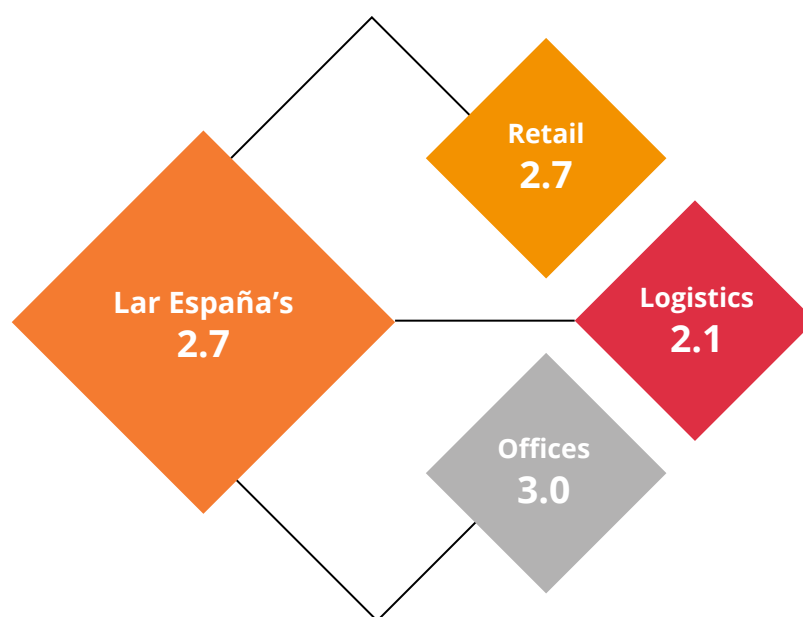 Lar España’s
2.7
Retail
2.7
Logistics
2.1
Offices
3.0